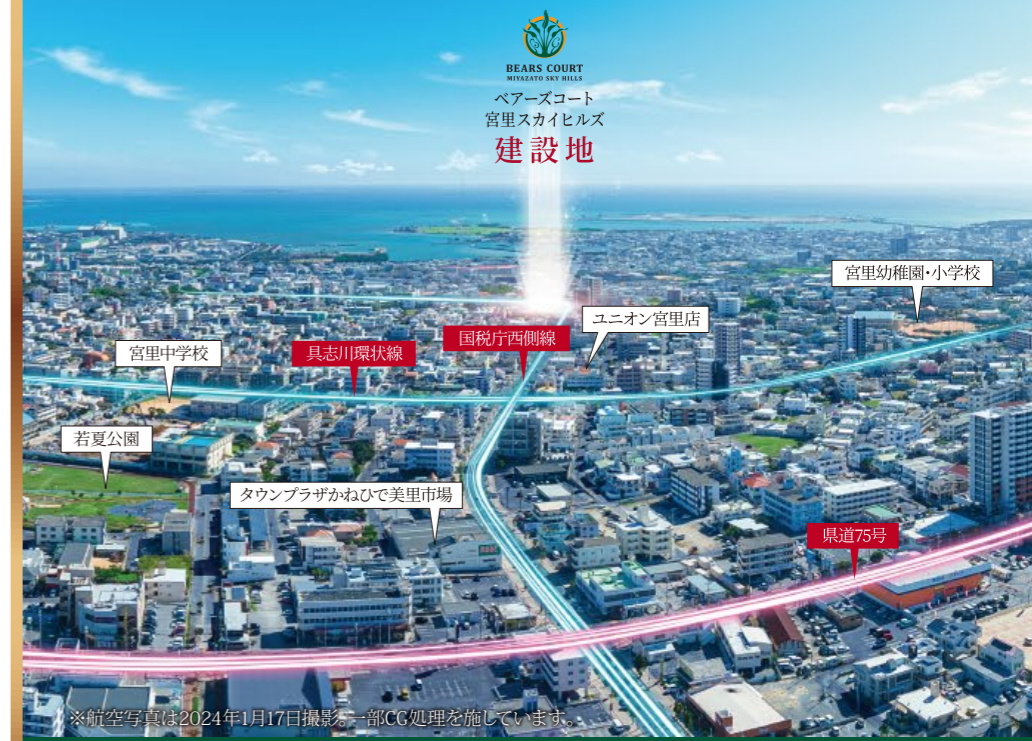 BEARS COURT
MIYAZATO SKY HILLS
ベアーズコート
宮里スカイヒルズ
建設地
宮里幼稚園・小学校
ユニオン宮里店
国税庁西側線
具志川環状線
宮里中学校
若夏公園
タウンプラザかねひで美里市場
県道75号
※航空写真は2024年1月17日撮影。一部CG処理を施しています。